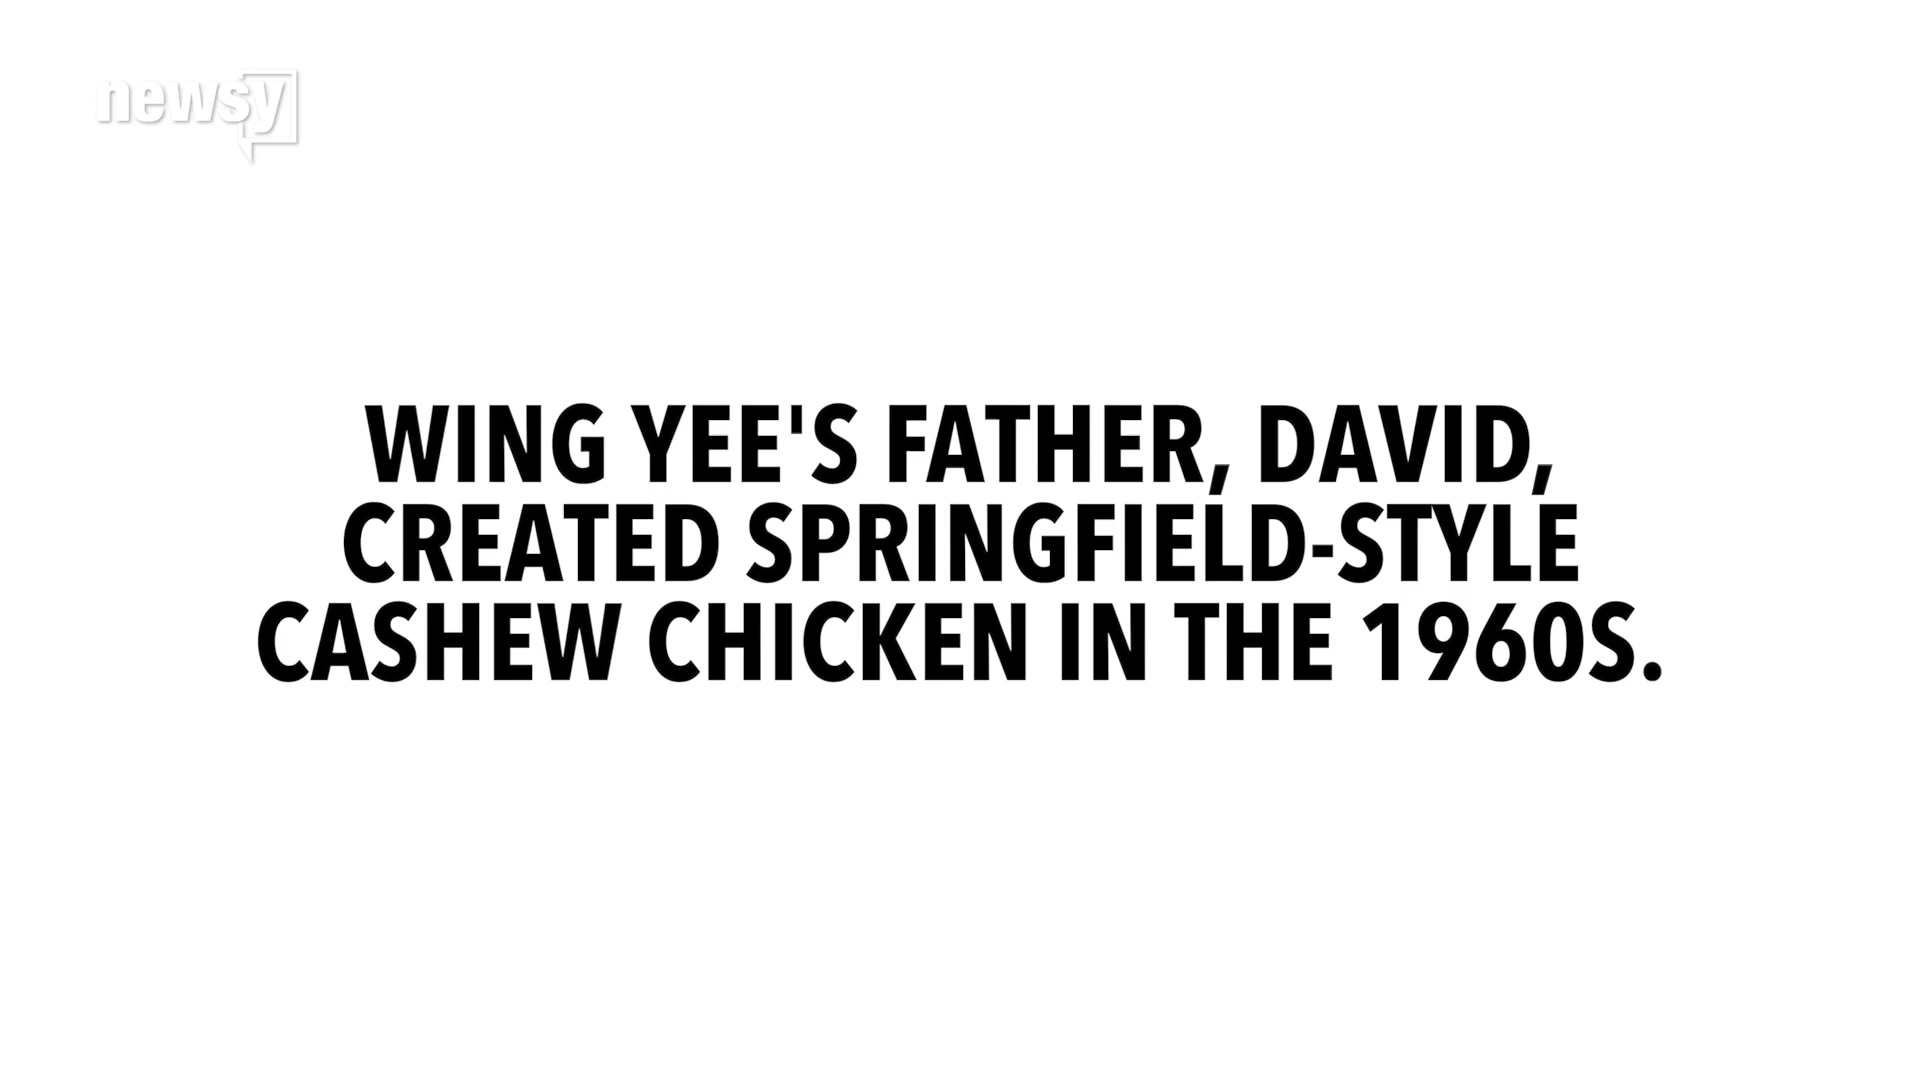 newsy
WING YEE'S FATHER, DAVID,
CREATED SPRINGFIELD-STYLE
CASHEW CHICKEN IN THE 1960S.